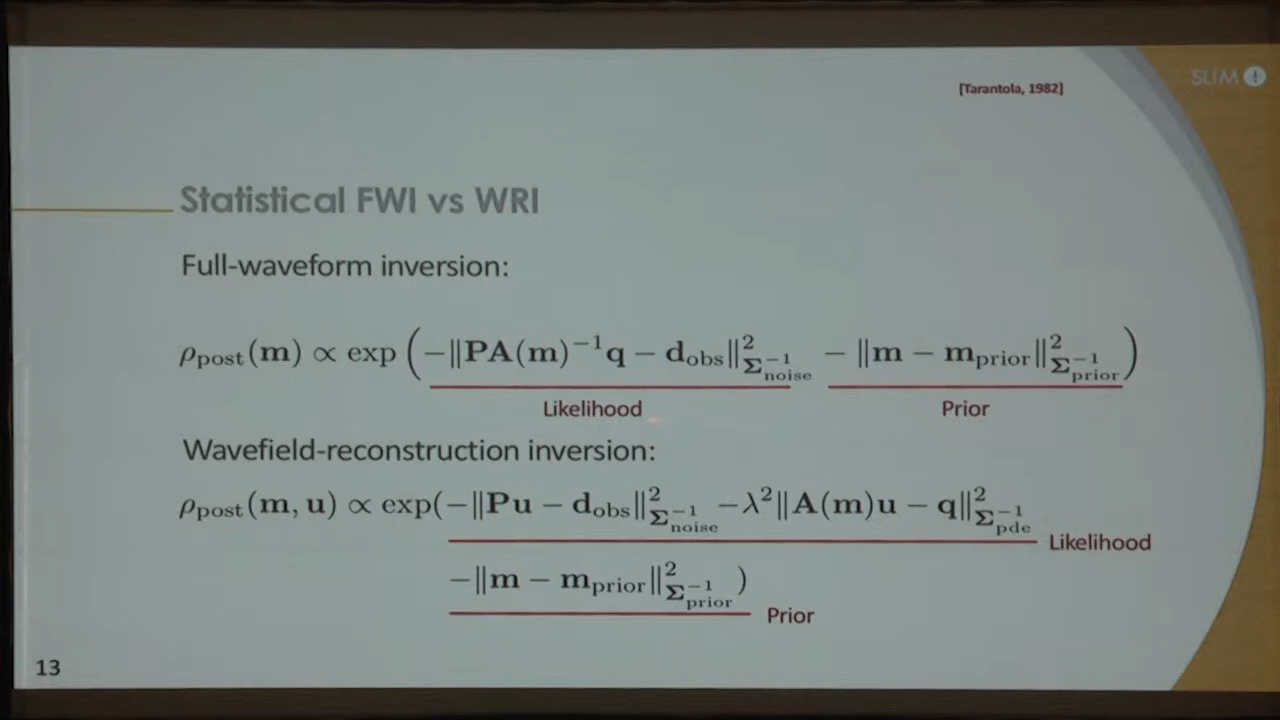 SLIM
[Tarantola, 1982]
Statistical FWI vs WRI
Full-waveform inversion:
ρ_post(m) ∝ exp (−‖PA(m)⁻¹q − d_obs‖²_{Σ⁻¹_noise} − ‖m − m_prior‖²_{Σ⁻¹_prior})
Likelihood Prior
Wavefield-reconstruction inversion:
ρ_post(m, u) ∝ exp(−‖Pu − d_obs‖²_{Σ⁻¹_noise} −λ²‖A(m)u − q‖²_{Σ⁻¹_pde}
Likelihood
−‖m − m_prior‖²_{Σ⁻¹_prior})
Prior
13